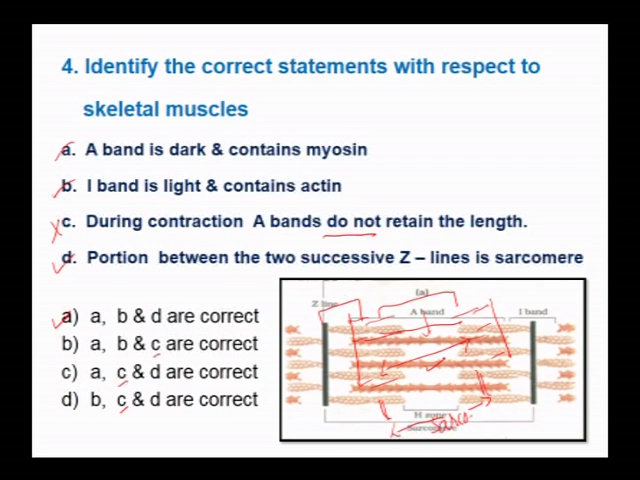 4. Identify the correct statements with respect to
skeletal muscles
a. A band is dark & contains myosin
b. I band is light & contains actin
c. During contraction A bands do not retain the length.
d. Portion between the two successive Z – lines is sarcomere
a) a, b & d are correct
b) a, b & c are correct
c) a, c & d are correct
d) b, c & d are correct
(a)
Z line
A band
I band
H zone